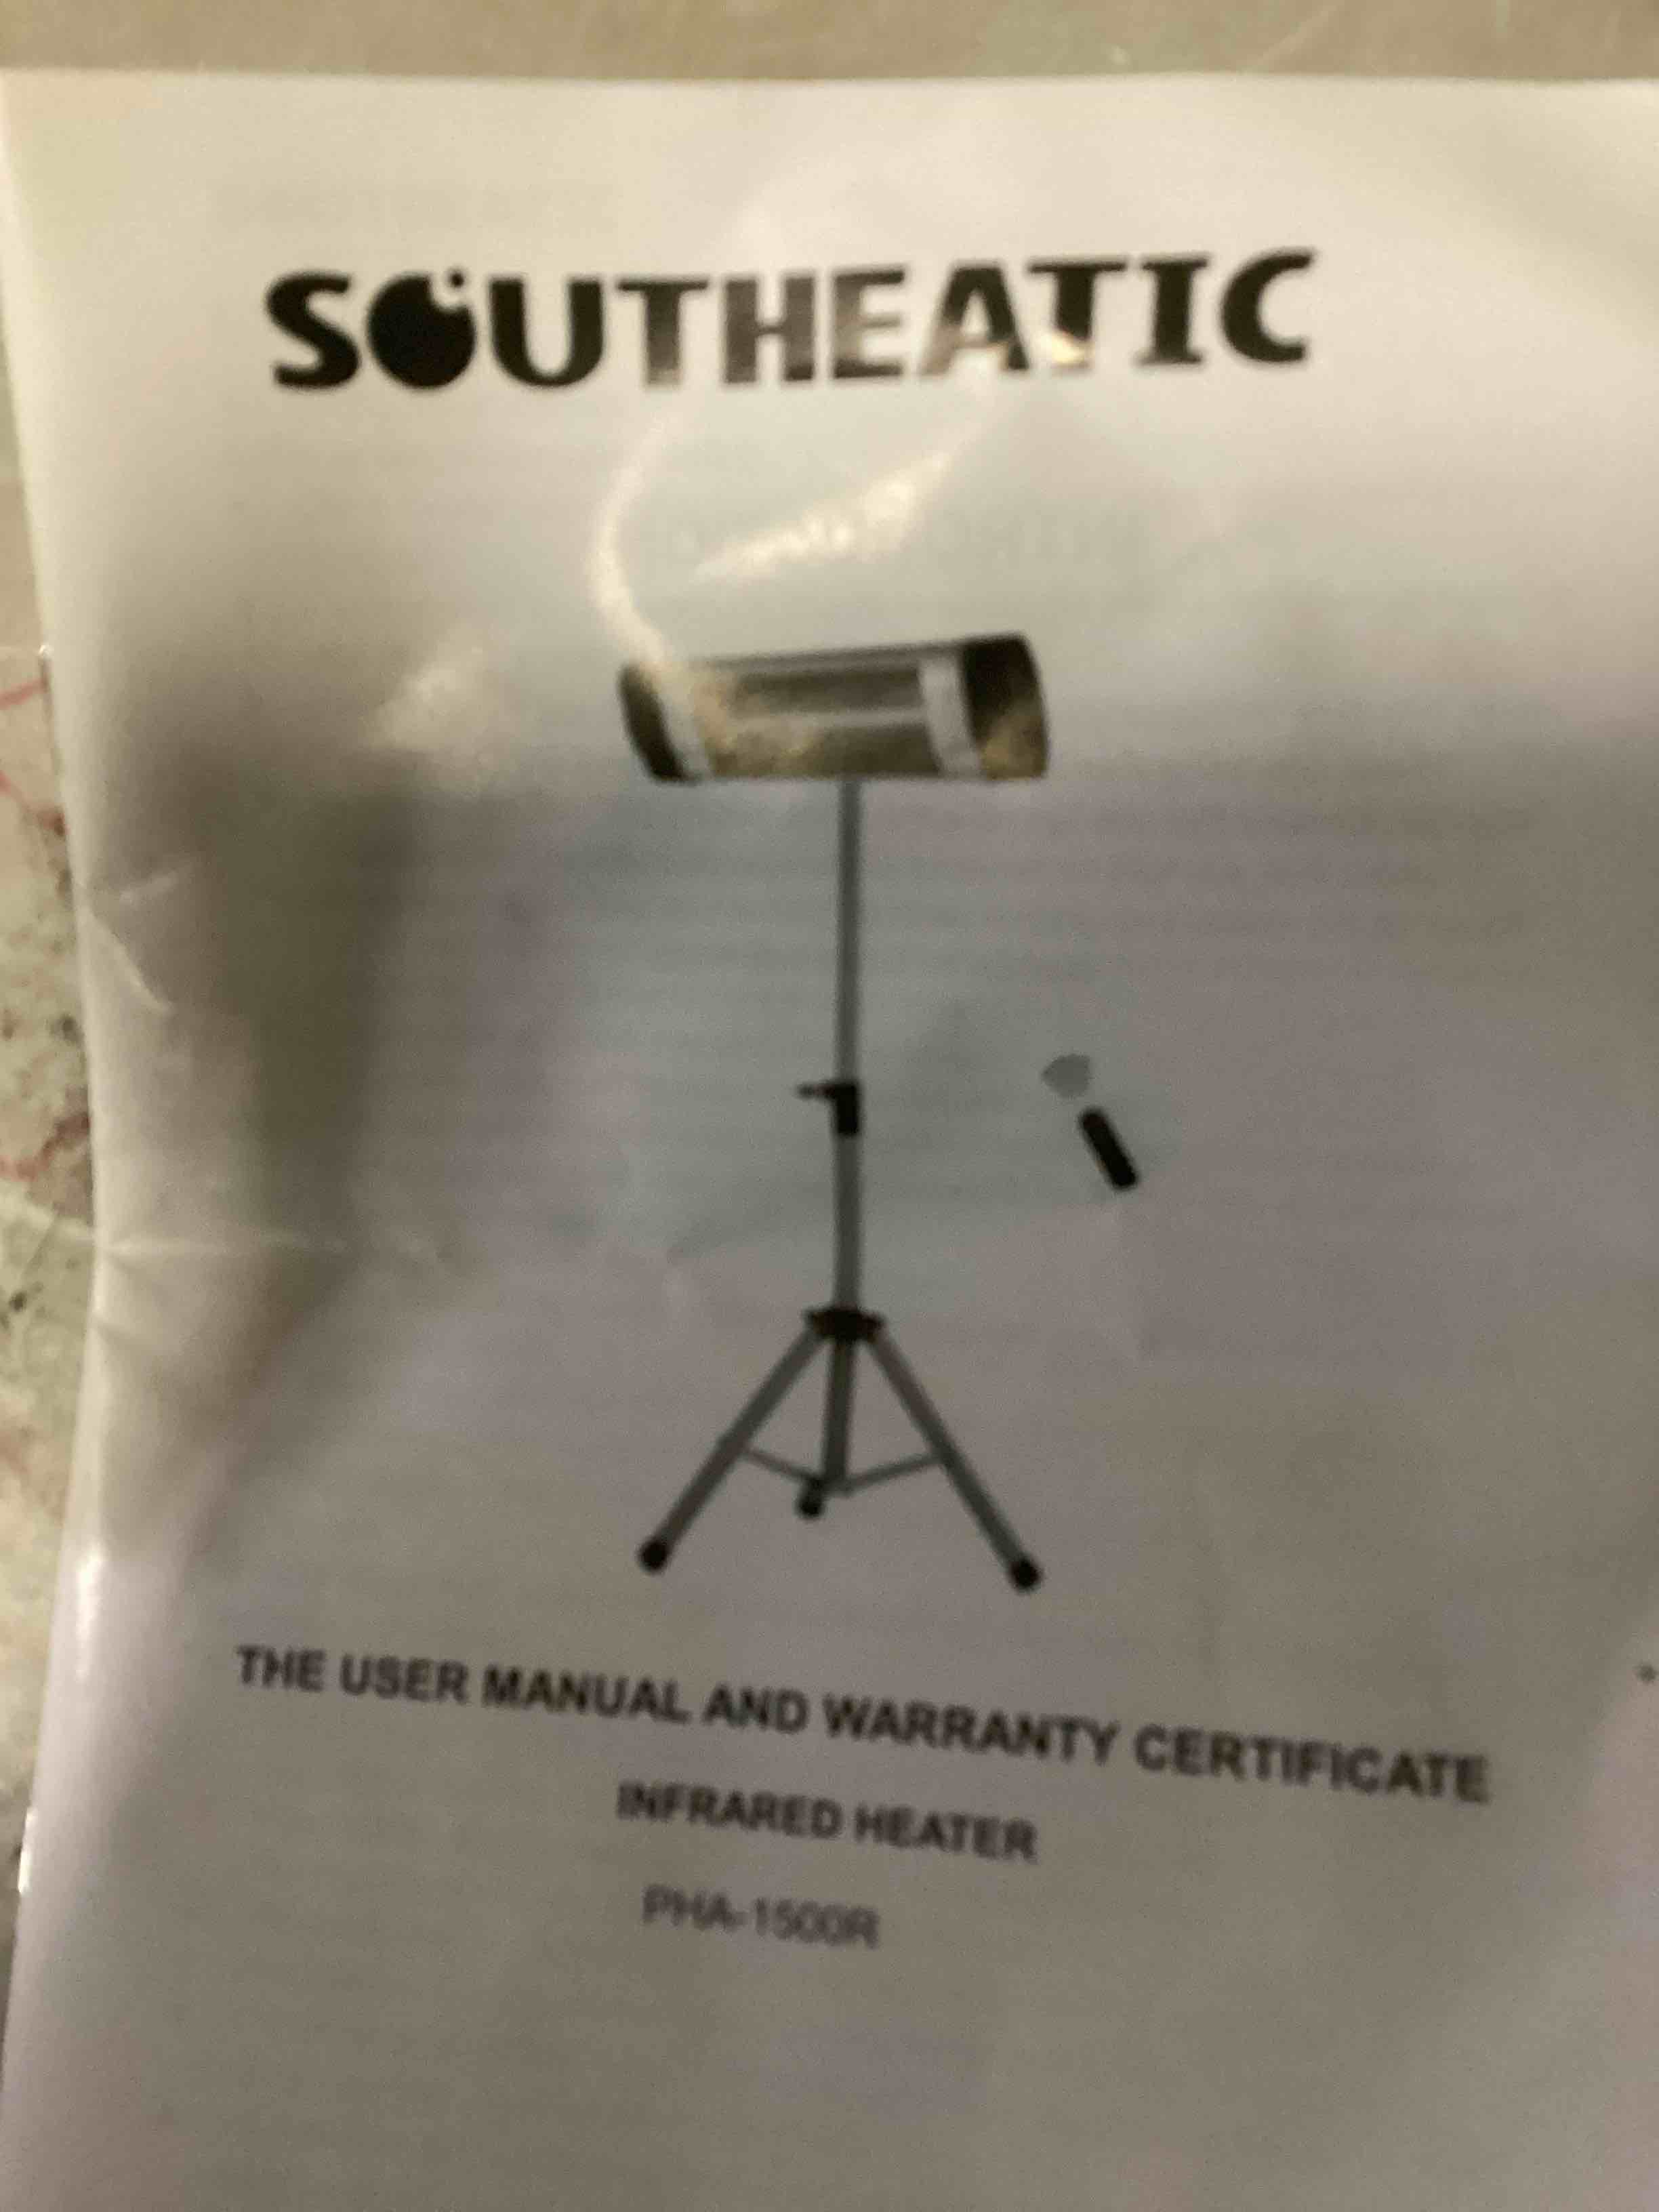 SOUTHEATIC
THE USER MANUAL AND WARRANTY CERTIFICATE
INFRARED HEATER
PHA-1500R